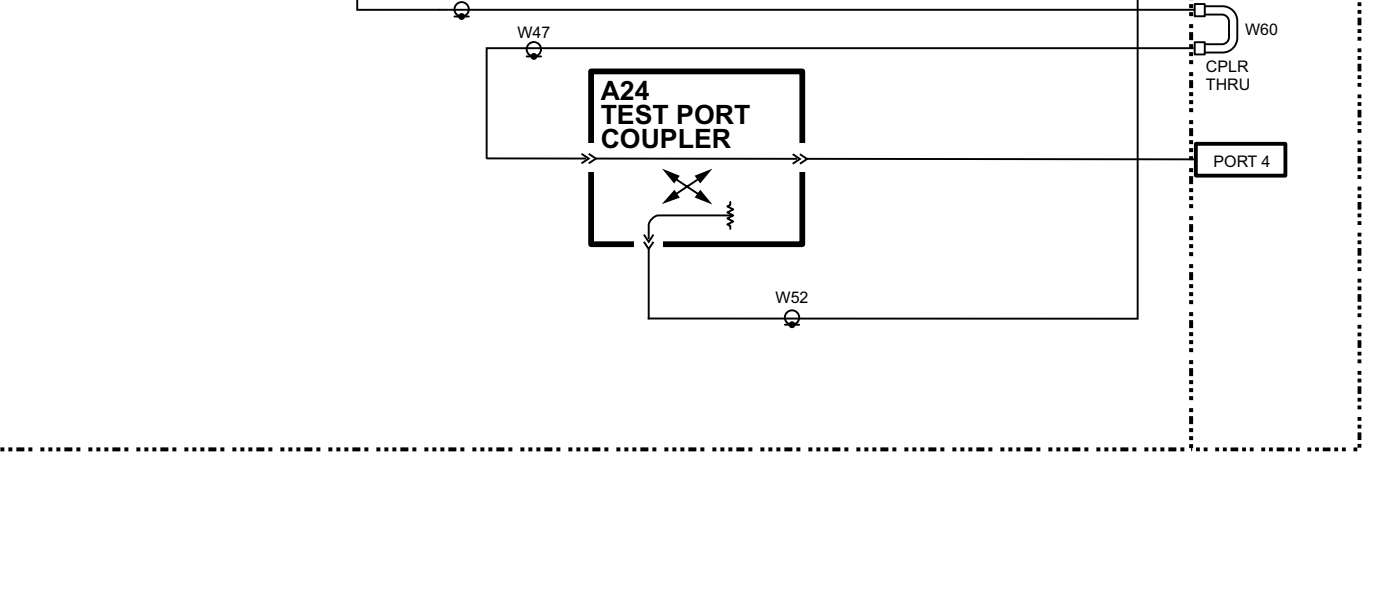 W60
W47
CPLR
THRU
A24
TEST PORT
COUPLER
PORT 4
W52